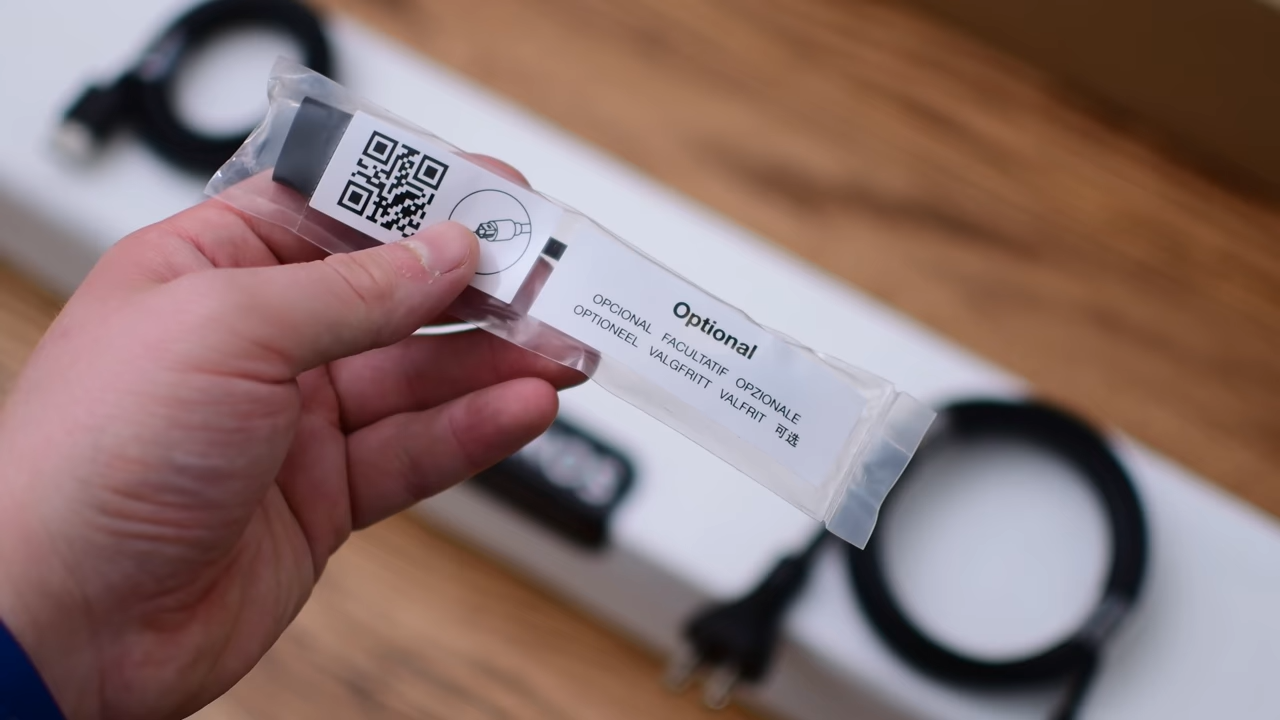 Optional
OPCIONAL FACULTATIF OPZIONALE
OPTIONEEL VALGFRITT VALFRIT 可选